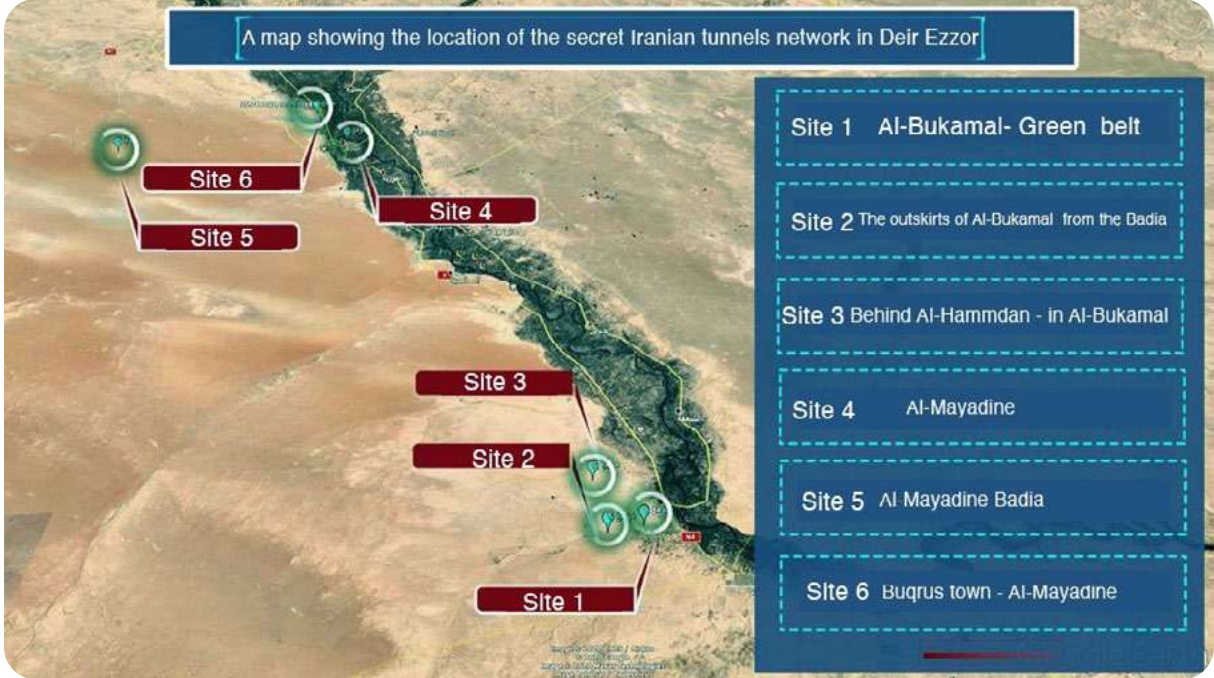 A map showing the location of the secret Iranian tunnels network in Deir Ezzor
Site 1 Al-Bukamal- Green belt
Site 2 The outskirts of Al-Bukamal from the Badia
Site 3 Behind Al-Hammdan - in Al-Bukamal
Site 4 Al-Mayadine
Site 5 Al Mayadine Badia
Site 6 Buqrus town - Al-Mayadine
Site 6
Site 4
Site 5
Site 3
Site 2
Site 1
N4